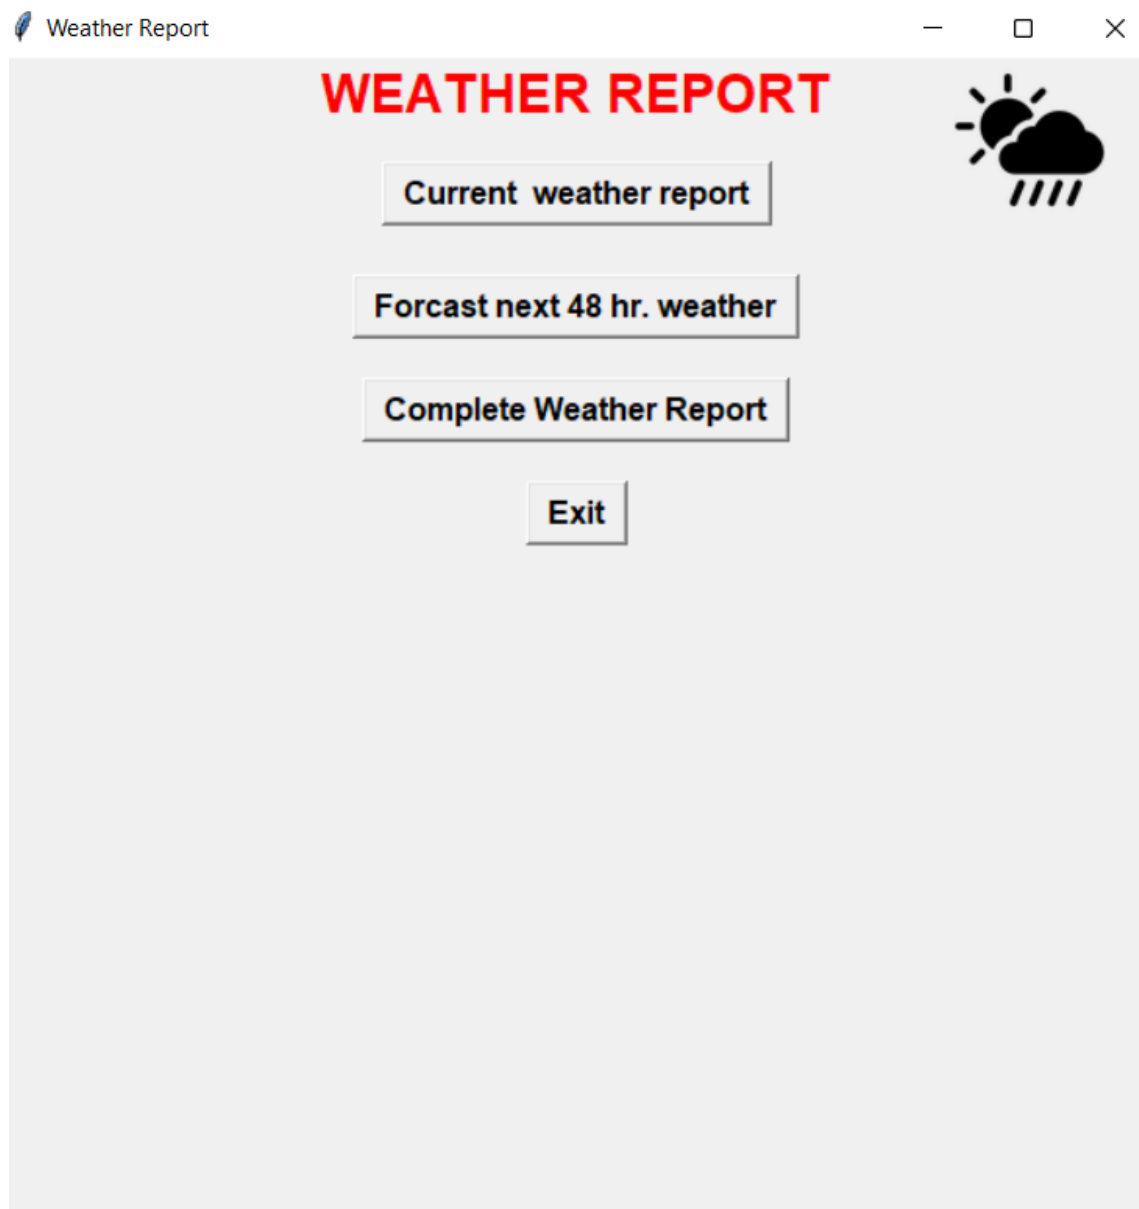 Weather Report
WEATHER REPORT
Current  weather report
Forcast next 48 hr. weather
Complete Weather Report
Exit